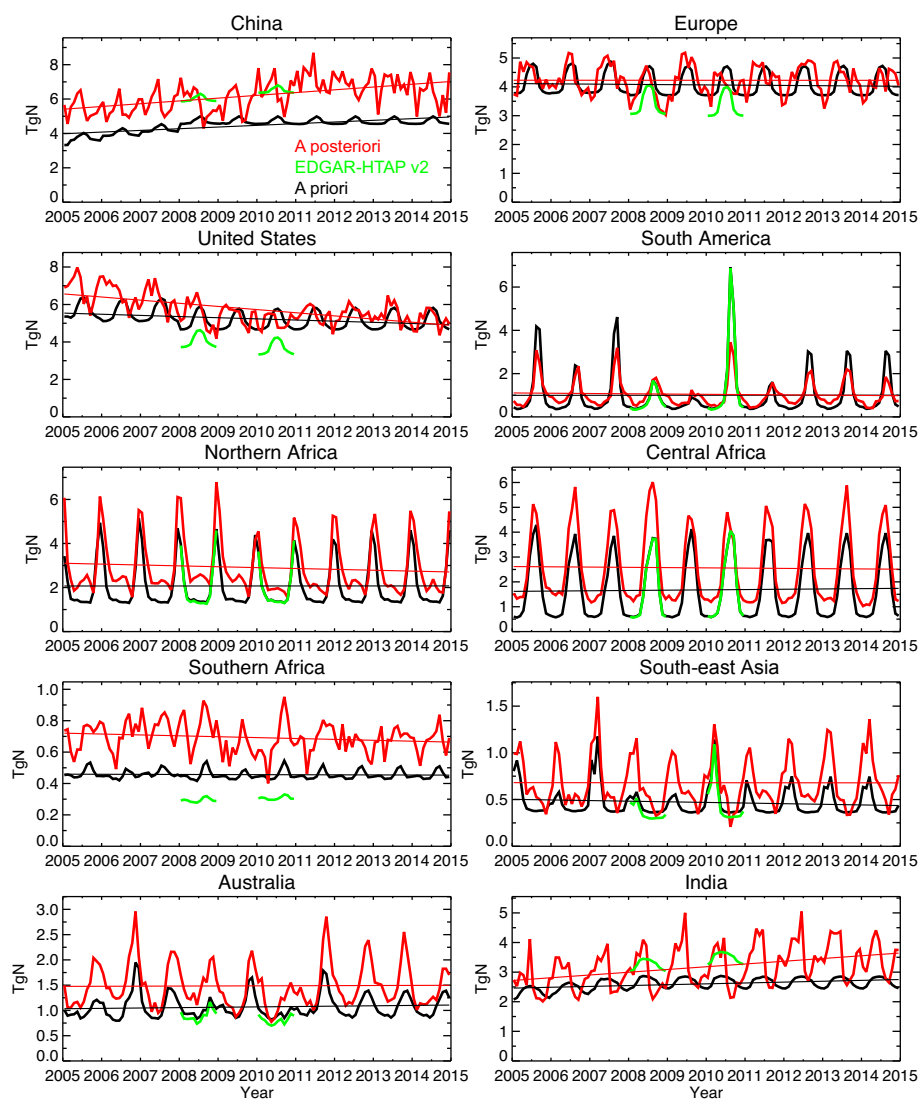 China
TgN
8
6
4
2
0
A posteriori
EDGAR-HTAP v2
A priori
2005 2006 2007 2008 2009 2010 2011 2012 2013 2014 2015
Europe
TgN
5
4
3
2
1
0
2005 2006 2007 2008 2009 2010 2011 2012 2013 2014 2015
United States
TgN
8
6
4
2
0
2005 2006 2007 2008 2009 2010 2011 2012 2013 2014 2015
South America
TgN
6
4
2
0
2005 2006 2007 2008 2009 2010 2011 2012 2013 2014 2015
Northern Africa
TgN
6
4
2
0
2005 2006 2007 2008 2009 2010 2011 2012 2013 2014 2015
Central Africa
TgN
6
5
4
3
2
1
0
2005 2006 2007 2008 2009 2010 2011 2012 2013 2014 2015
Southern Africa
TgN
1.0
0.8
0.6
0.4
0.2
0.0
2005 2006 2007 2008 2009 2010 2011 2012 2013 2014 2015
South-east Asia
TgN
1.5
1.0
0.5
0.0
2005 2006 2007 2008 2009 2010 2011 2012 2013 2014 2015
Australia
TgN
3.0
2.5
2.0
1.5
1.0
0.5
0.0
2005 2006 2007 2008 2009 2010 2011 2012 2013 2014 2015
Year
India
TgN
5
4
3
2
1
0
2005 2006 2007 2008 2009 2010 2011 2012 2013 2014 2015
Year